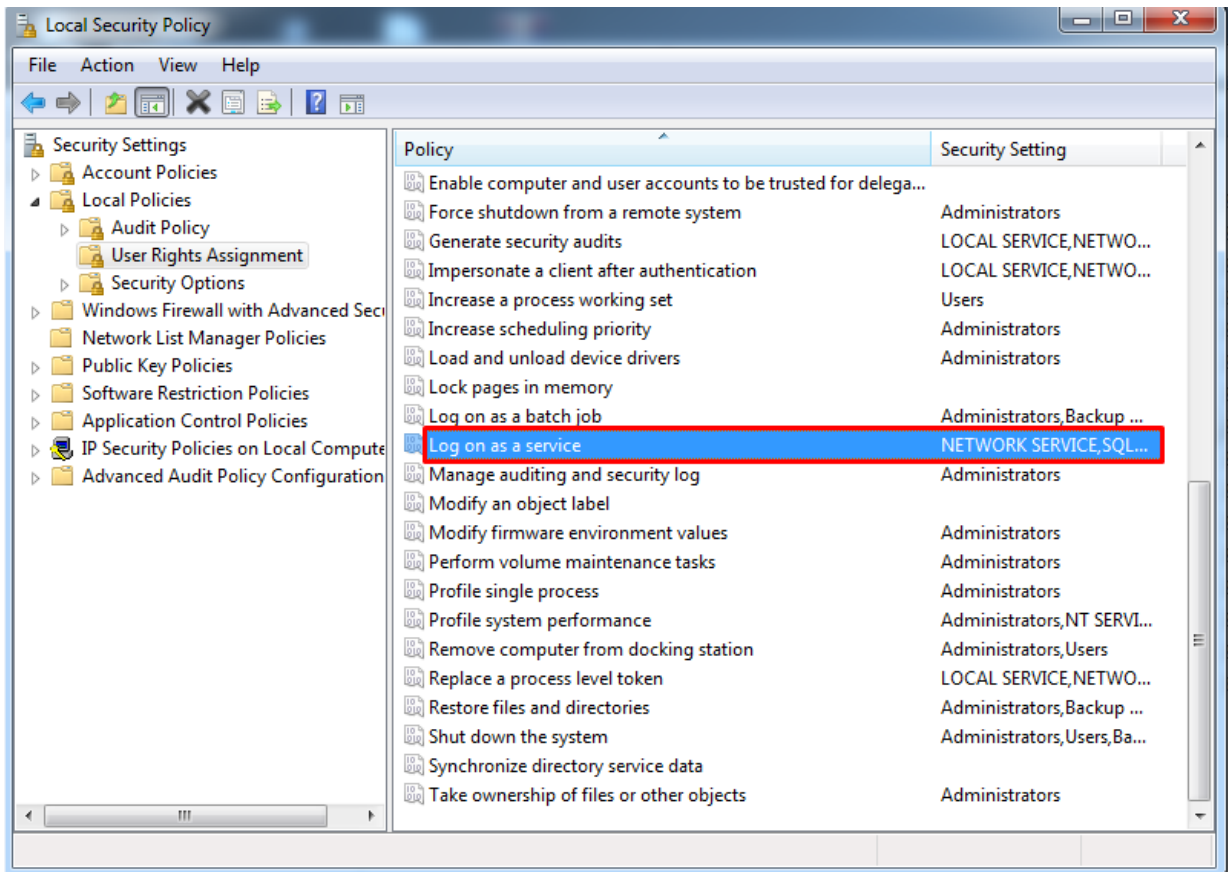 Local Security Policy
File Action View Help
Security Settings
Account Policies
Local Policies
Audit Policy
User Rights Assignment
Security Options
Windows Firewall with Advanced Secu
Network List Manager Policies
Public Key Policies
Software Restriction Policies
Application Control Policies
IP Security Policies on Local Compute
Advanced Audit Policy Configuration
Policy Security Setting
Enable computer and user accounts to be trusted for delega...
Force shutdown from a remote system Administrators
Generate security audits LOCAL SERVICE,NETWO...
Impersonate a client after authentication LOCAL SERVICE,NETWO...
Increase a process working set Users
Increase scheduling priority Administrators
Load and unload device drivers Administrators
Lock pages in memory
Log on as a batch job Administrators,Backup ...
Log on as a service NETWORK SERVICE,SQL...
Manage auditing and security log Administrators
Modify an object label
Modify firmware environment values Administrators
Perform volume maintenance tasks Administrators
Profile single process Administrators
Profile system performance Administrators,NT SERVI...
Remove computer from docking station Administrators,Users
Replace a process level token LOCAL SERVICE,NETWO...
Restore files and directories Administrators,Backup ...
Shut down the system Administrators,Users,Ba...
Synchronize directory service data
Take ownership of files or other objects Administrators